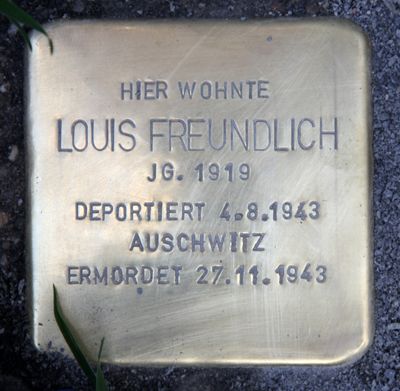 HIER WOHNTE
LOUIS FREUNDLICH
JG. 1919
DEPORTIERT 4.8.1943
AUSCHWITZ
ERMORDET 27.11.1943